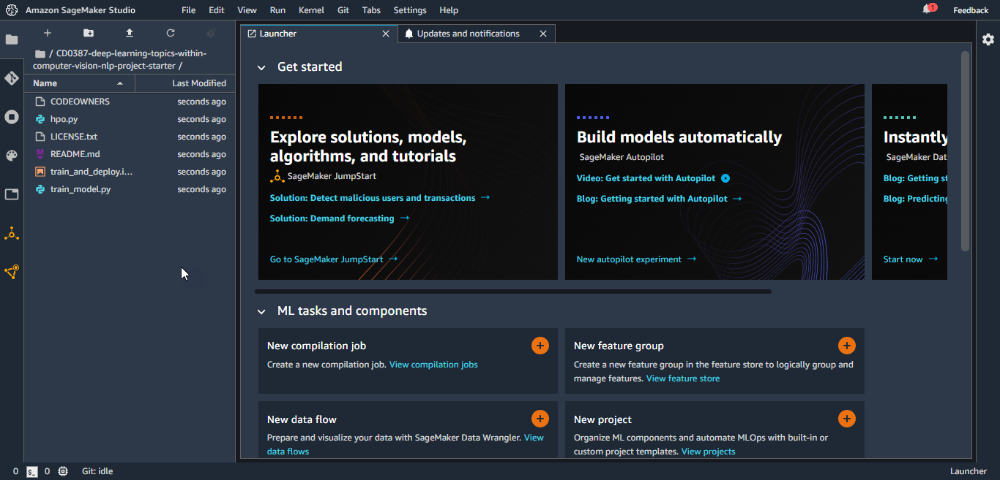 Amazon SageMaker Studio File Edit View Run Kernel Git Tabs Settings Help 1 Feedback
/ CD0387-deep-learning-topics-within-
computer-vision-nlp-project-starter /
Name Last Modified
CODEOWNERS seconds ago
hpo.py seconds ago
LICENSE.txt seconds ago
README.md seconds ago
train_and_deploy.i... seconds ago
train_model.py seconds ago
Launcher Updates and notifications
Get started
Explore solutions, models,
algorithms, and tutorials
SageMaker JumpStart
Solution: Detect malicious users and transactions
Solution: Demand forecasting
Go to SageMaker JumpStart
Build models automatically
SageMaker Autopilot
Video: Get started with Autopilot
Blog: Getting started with Autopilot
New autopilot experiment
Instantly
SageMaker Dat
Blog: Getting st
Blog: Predicting
Start now
ML tasks and components
New compilation job
Create a new compilation job. View compilation jobs
New feature group
Create a new feature group in the feature store to logically group and
manage features. View feature store
New data flow
Prepare and visualize your data with SageMaker Data Wrangler. View
data flows
New project
Organize ML components and automate MLOps with built-in or
custom project templates. View projects
0 $_ 0 Git: idle Launcher